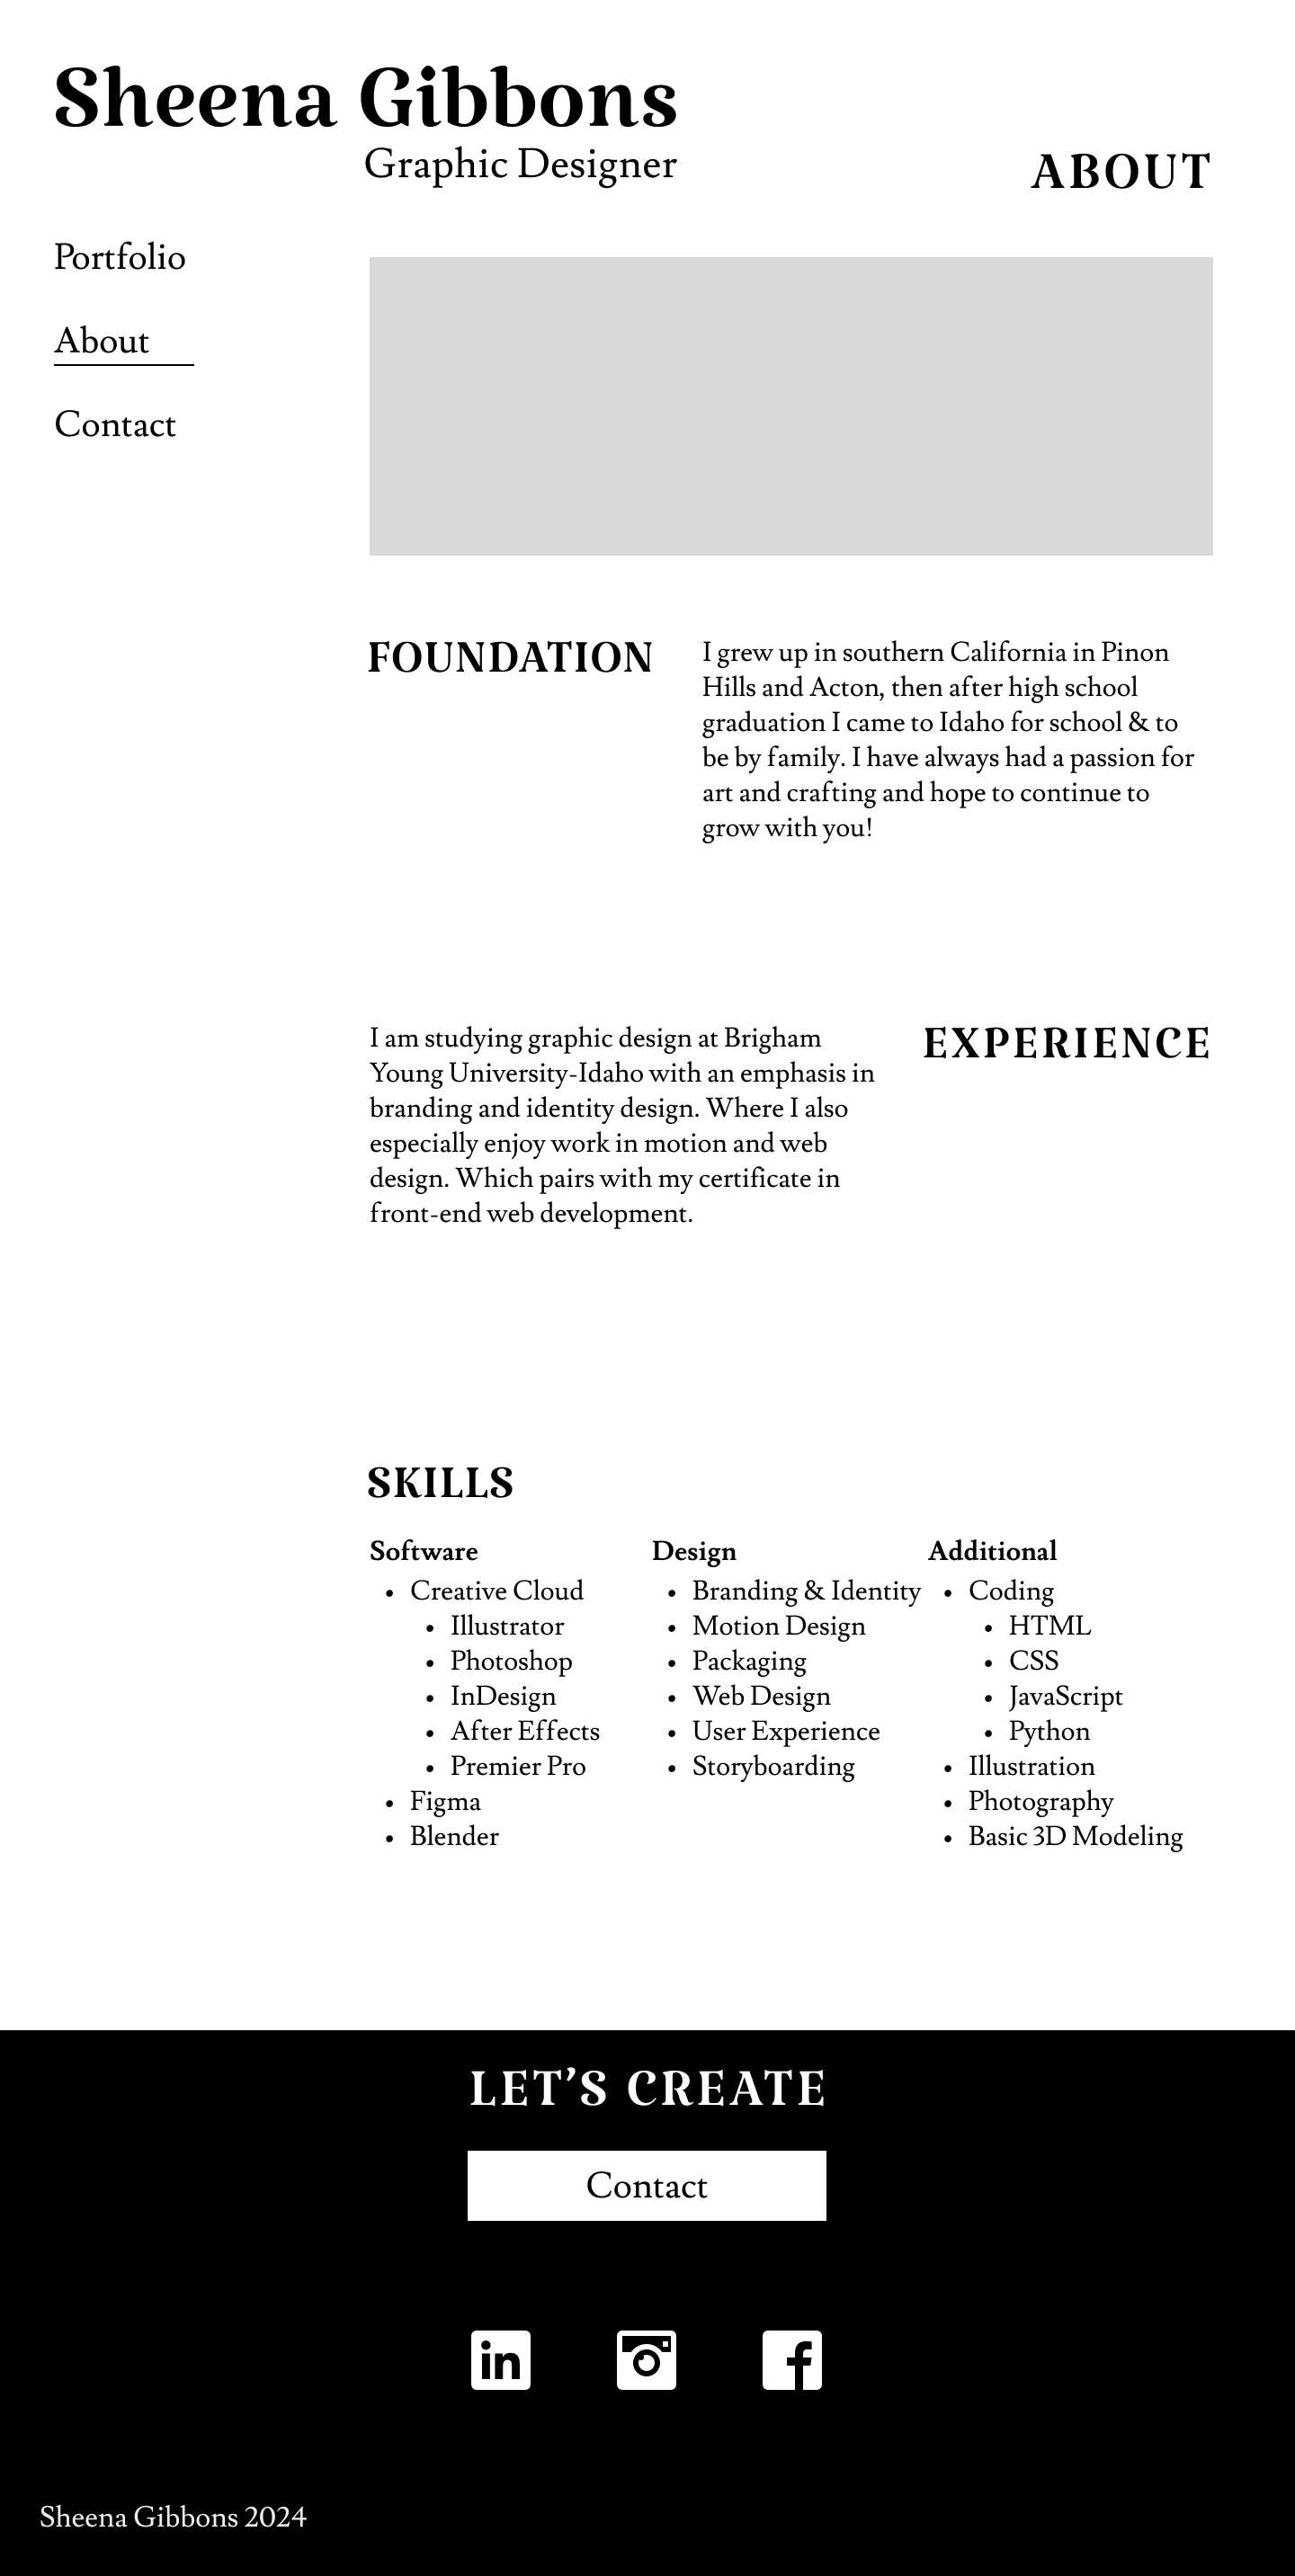 Sheena Gibbons
Graphic Designer
ABOUT
Portfolio
About
Contact
FOUNDATION
I grew up in southern California in Pinon
Hills and Acton, then after high school
graduation I came to Idaho for school & to
be by family. I have always had a passion for
art and crafting and hope to continue to
grow with you!
EXPERIENCE
I am studying graphic design at Brigham
Young University-Idaho with an emphasis in
branding and identity design. Where I also
especially enjoy work in motion and web
design. Which pairs with my certificate in
front-end web development.
SKILLS
Software
• Creative Cloud
• Illustrator
• Photoshop
• InDesign
• After Effects
• Premier Pro
• Figma
• Blender
Design
• Branding & Identity
• Motion Design
• Packaging
• Web Design
• User Experience
• Storyboarding
Additional
• Coding
• HTML
• CSS
• JavaScript
• Python
• Illustration
• Photography
• Basic 3D Modeling
LET’S CREATE
Contact
in
f
Sheena Gibbons 2024